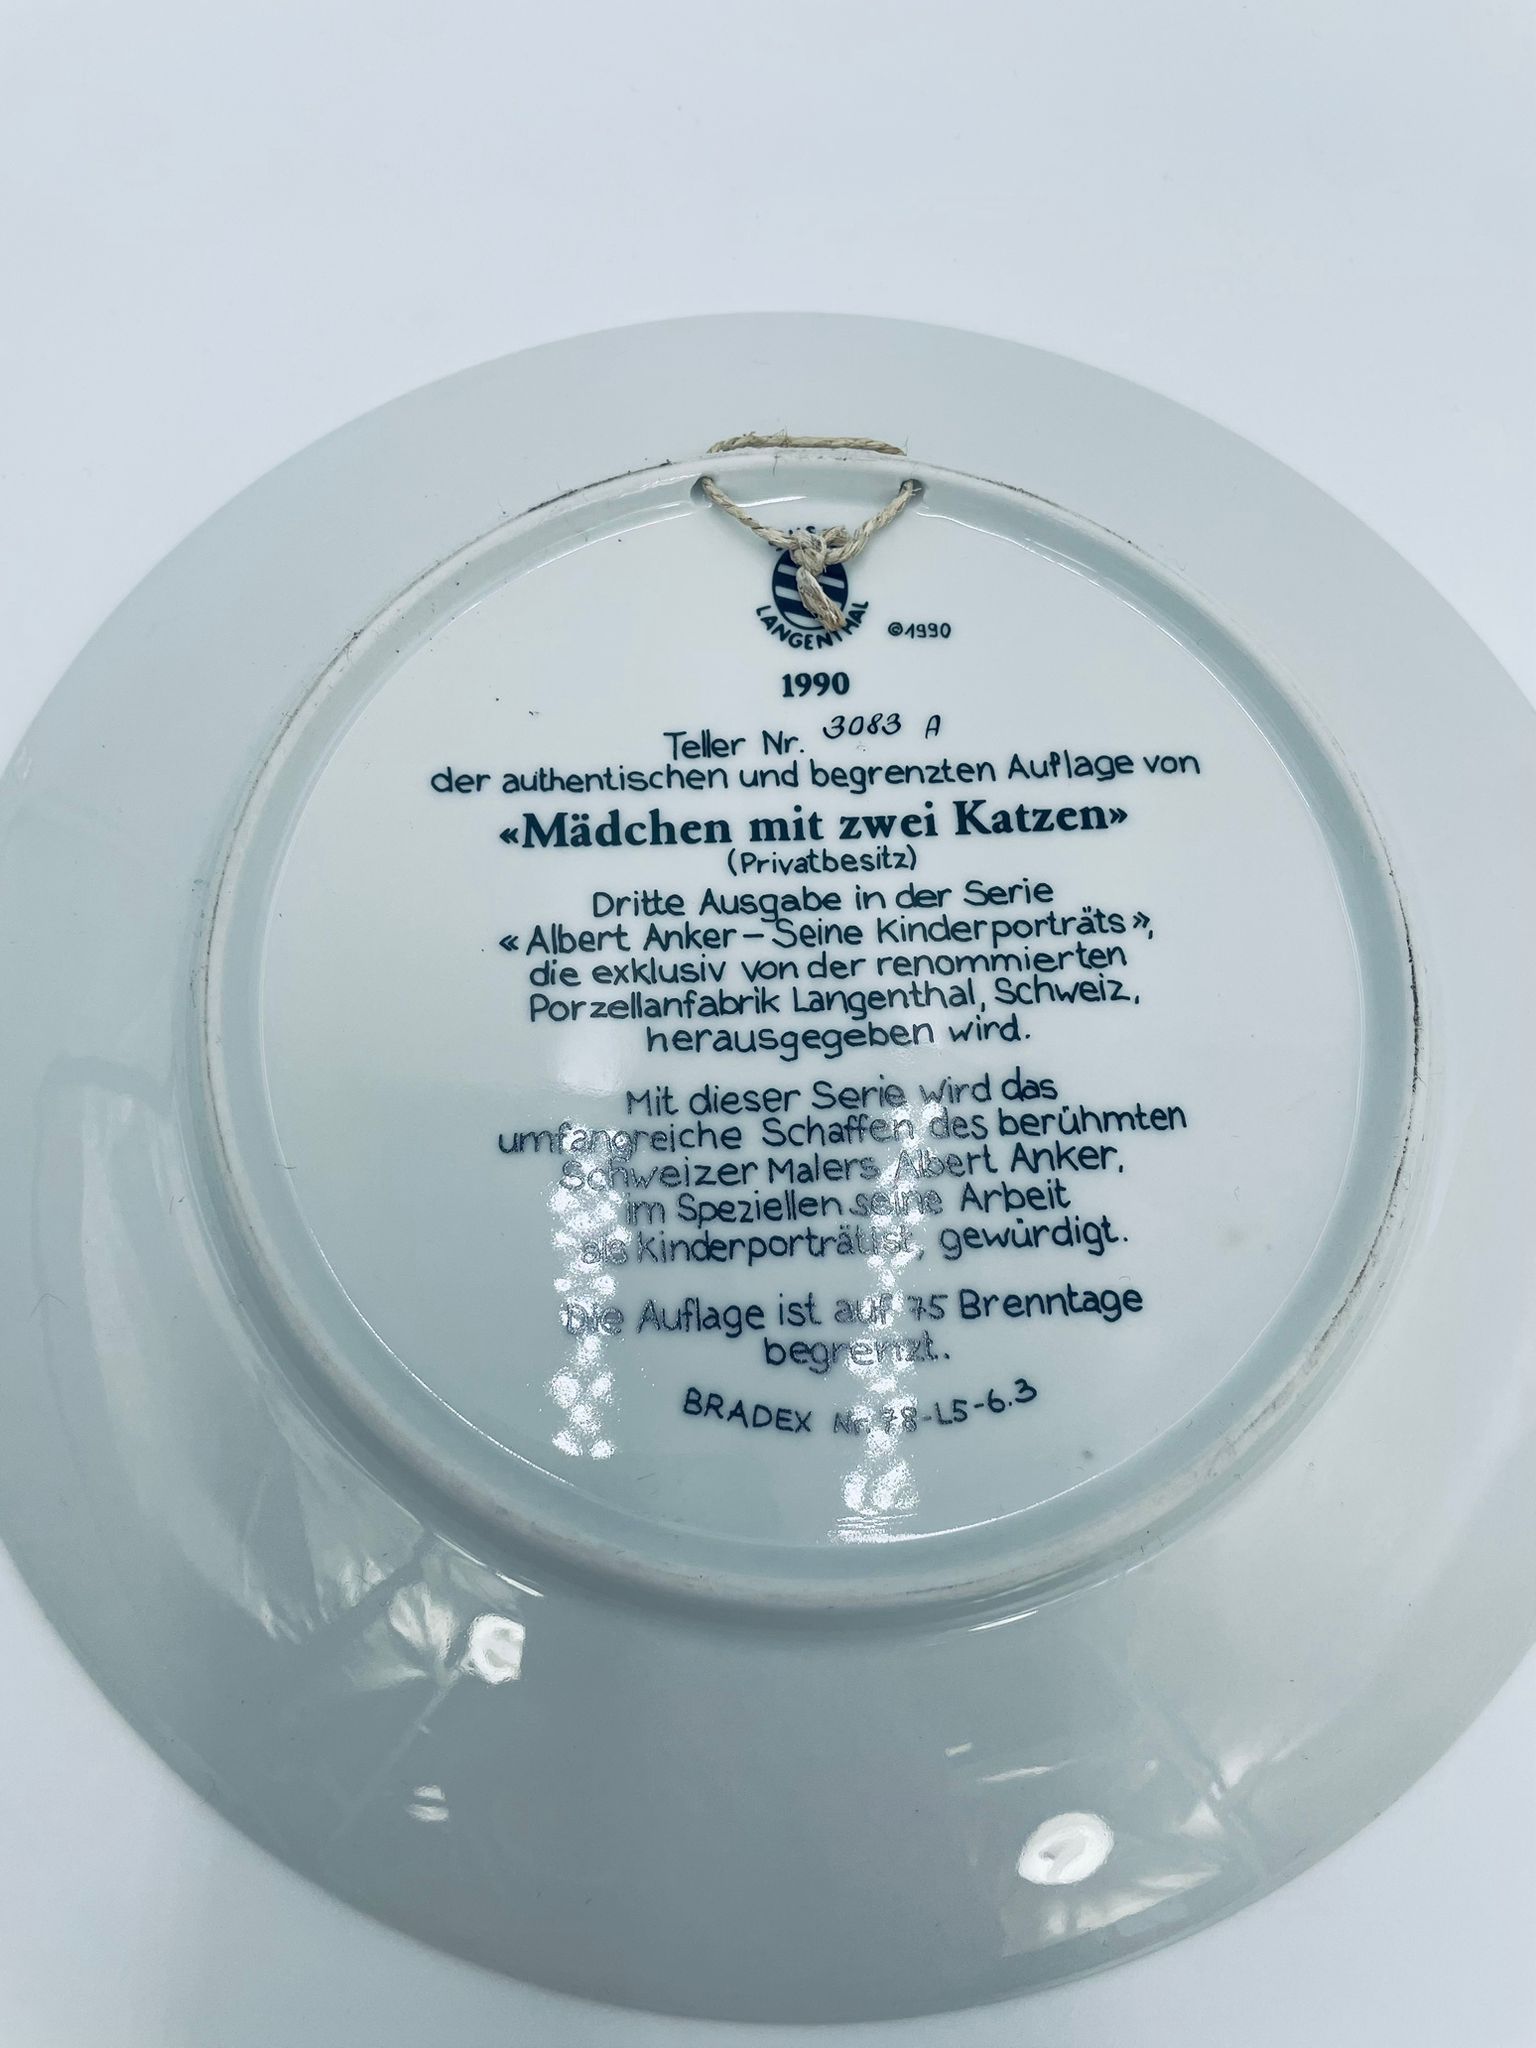 LANGENTHAL
©1990
1990
Teller Nr. 3083 A
der authentischen und begrenzten Auflage von
«Mädchen mit zwei Katzen»
(Privatbesitz)
Dritte Ausgabe in der Serie
«Albert Anker – Seine Kinderporträts»,
die exklusiv von der renommierten
Porzellanfabrik Langenthal, Schweiz,
herausgegeben wird.
Mit dieser Serie wird das
umfangreiche Schaffen des berühmten
Schweizer Malers Albert Anker,
im Speziellen seine Arbeit
als Kinderporträtist, gewürdigt.
Die Auflage ist auf 75 Brenntage
begrenzt.
BRADEX Nr. 78-L5-6.3